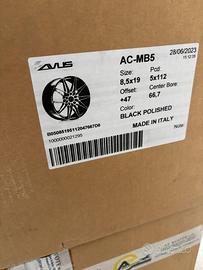 AVUS
AC-MB5
28/06/2023
Size: Pcd:
8,5x19 5x112
Offset: Center Bore:
+47 66,7
Color:
BLACK POLISHED
MADE IN ITALY
1000000021295